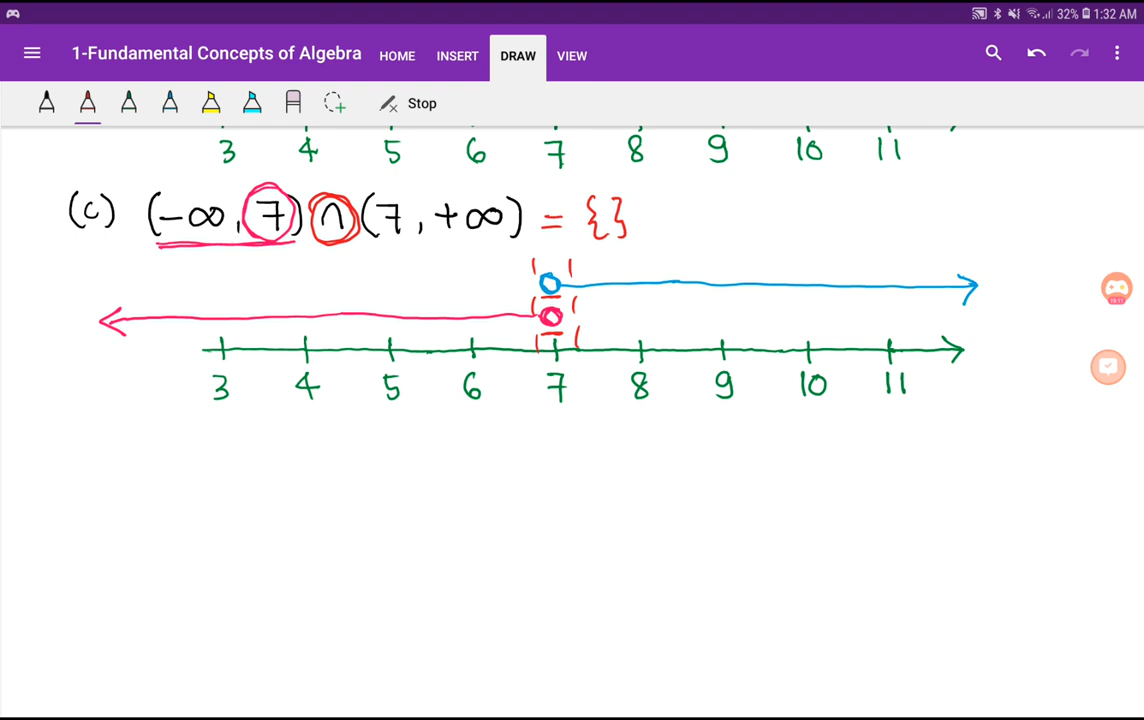 32% 1:32 AM
1-Fundamental Concepts of Algebra HOME INSERT DRAW VIEW
Stop
3 4 5 6 7 8 9 10 11
(c) (-∞, 7) ∩ (7, +∞) = {}
3 4 5 6 7 8 9 10 11